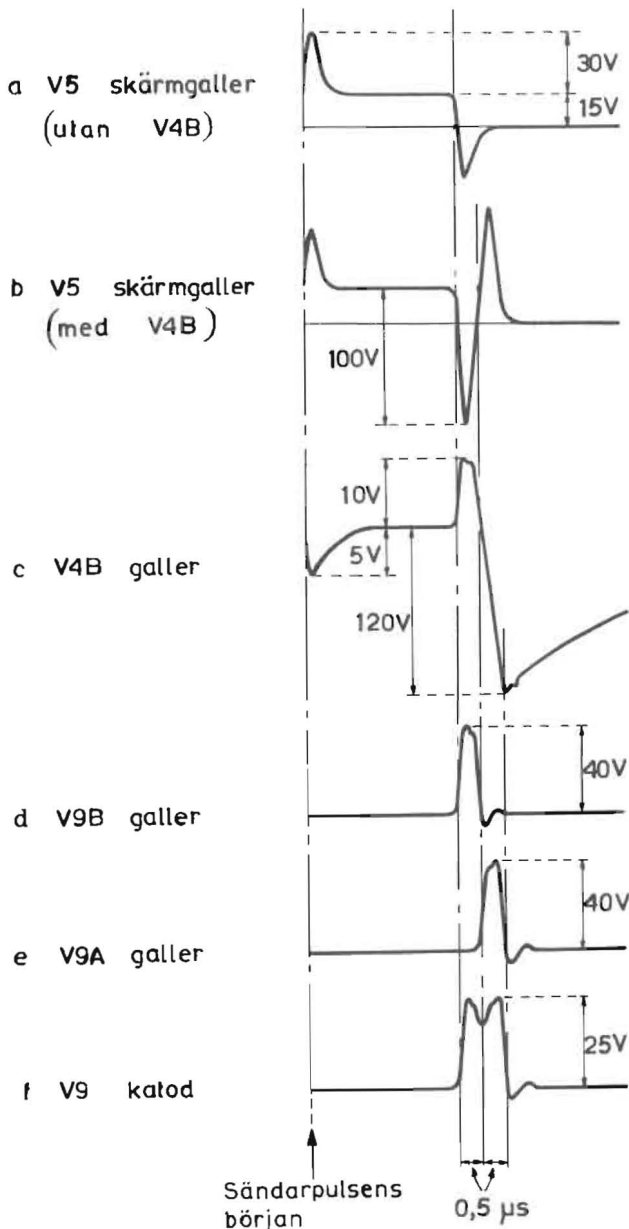 a V5 skärmgaller
(utan V4B)
30V
15V
b V5 skärmgaller
(med V4B)
100V
10V
5V
c V4B galler
120V
40V
d V9B galler
40V
e V9A galler
25V
f V9 katod
Sändarpulsens
början
0,5 µs